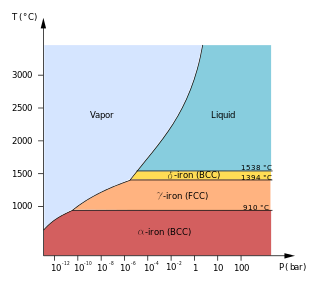 T (°C)
3000
2500
2000
1500
1000
Vapor
Liquid
1538 °C
δ-iron (BCC)
1394 °C
γ-iron (FCC)
910 °C
α-iron (BCC)
10⁻¹² 10⁻¹⁰ 10⁻⁸ 10⁻⁶ 10⁻⁴ 10⁻² 1 10 100
P (bar)